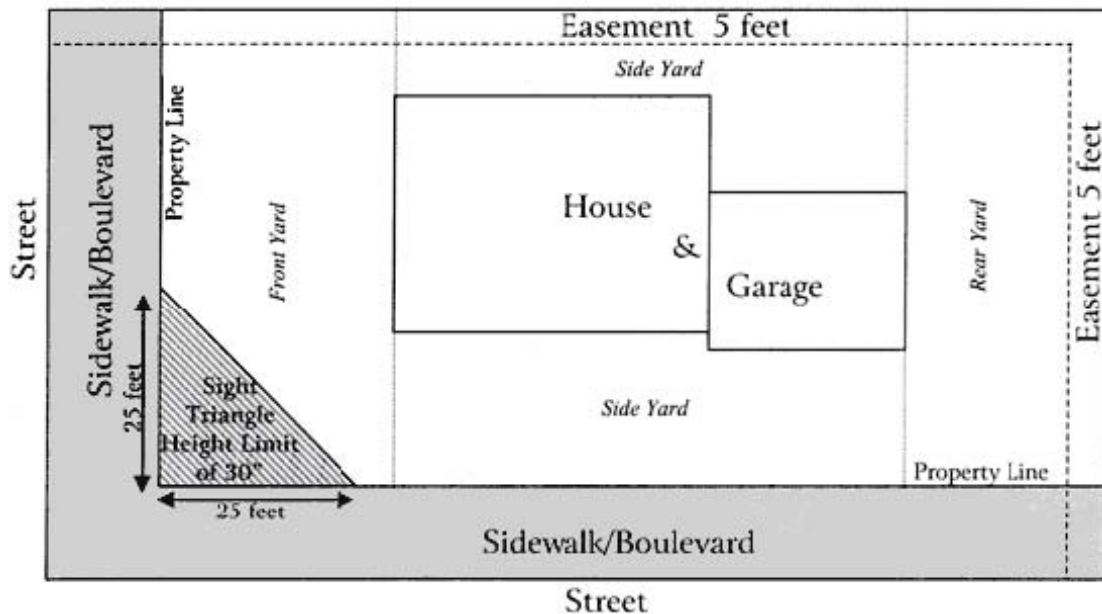 Easement 5 feet
Side Yard
Property Line
Sidewalk/Boulevard
Street
House
&
Garage
Front Yard
Rear Yard
Easement 5 feet
25 feet
Sight
Triangle
Height Limit
of 30"
25 feet
Side Yard
Property Line
Sidewalk/Boulevard
Street